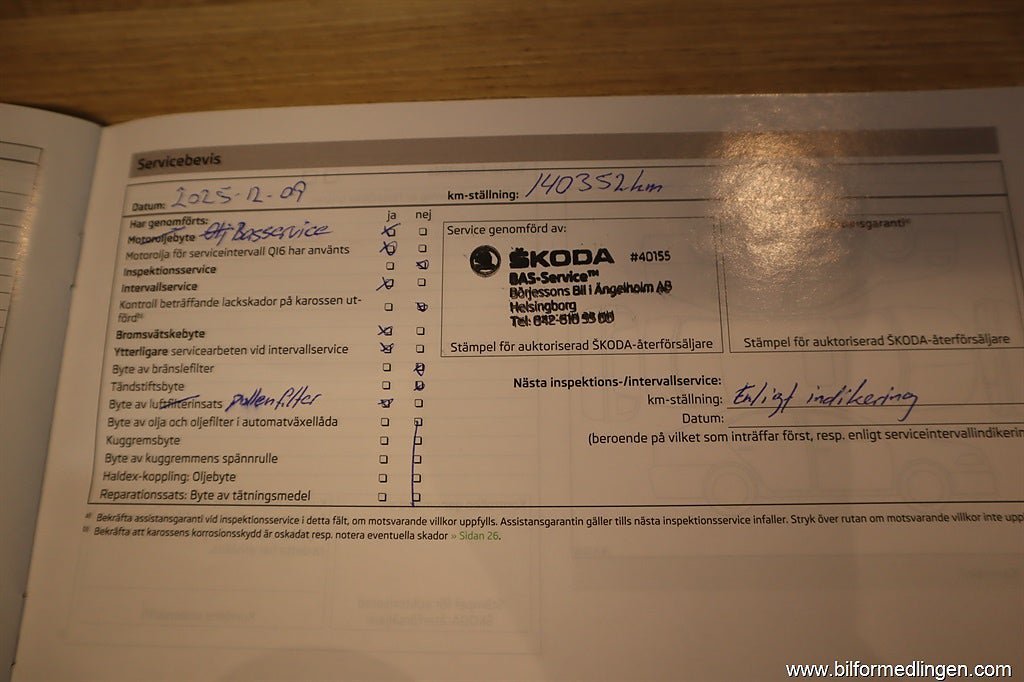 Servicebevis
Datum: 2025-12-09
km-ställning: 140352km
Har genomförts:
ja nej
Motoroljebyte Basservice
Motorolja för serviceintervall QI6 har använts
Inspektionsservice
Intervallservice
Kontroll beträffande lackskador på karossen ut-
förd b)
Bromsvätskebyte
Ytterligare servicearbeten vid intervallservice
Byte av bränslefilter
Tändstiftsbyte
Byte av luftfilterinsats pollenfilter
Byte av olja och oljefilter i automatväxellåda
Kuggremsbyte
Byte av kuggremmens spännrulle
Haldex-koppling: Oljebyte
Reparationssats: Byte av tätningsmedel
Service genomförd av:
ŠKODA #40155
BAS-Service™
Börjessons Bil i Ängelholm AB
Helsingborg
Tel:
Stämpel för auktoriserad ŠKODA-återförsäljare
Stämpel för auktoriserad ŠKODA-återförsäljare
Nästa inspektions-/intervallservice:
km-ställning: Enligt indikering
Datum:
(beroende på vilket som inträffar först, resp. enligt serviceintervallindikerin
a) Bekräfta assistansgaranti vid inspektionsservice i detta fält, om motsvarande villkor uppfylls. Assistansgarantin gäller tills nästa inspektionsservice infaller. Stryk över rutan om motsvarande villkor inte upp
b) Bekräfta att karossens korrosionsskydd är oskadat resp. notera eventuella skador » Sidan 26.
www.bilformedlingen.com